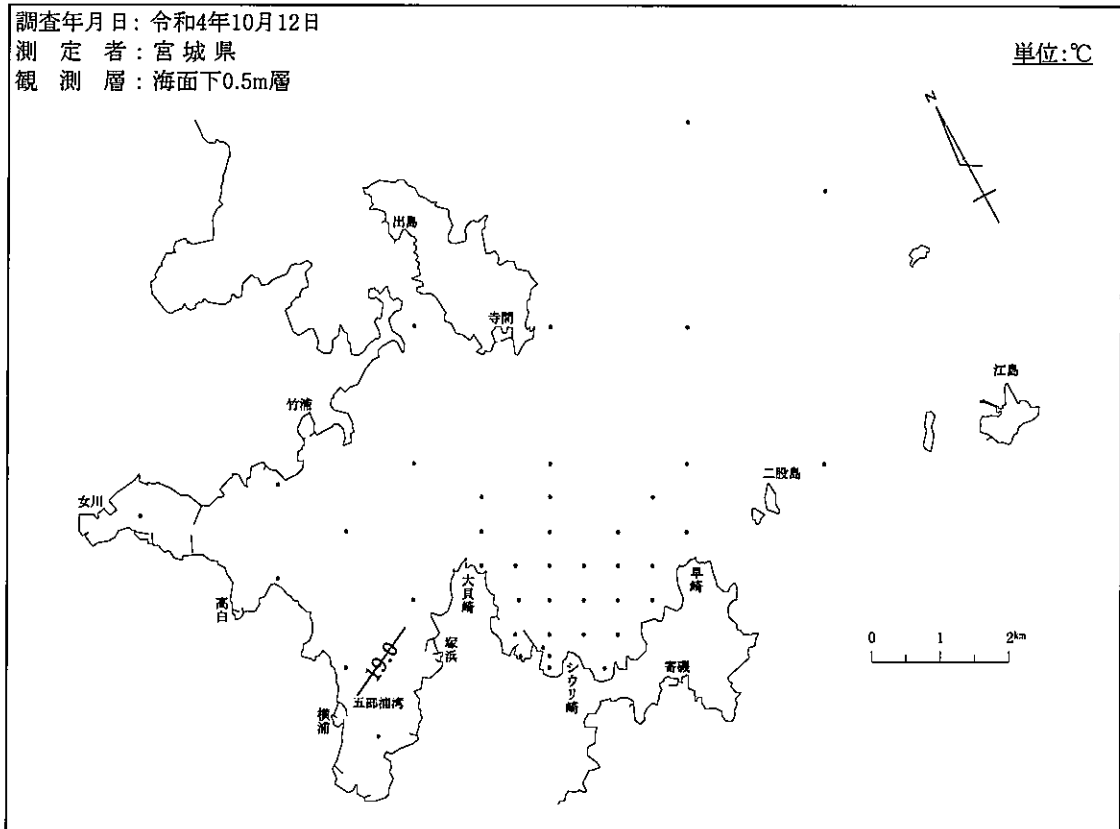 調査年月日：令和4年10月12日
測定者：宮城県
観測層：海面下0.5m層
単位：℃
N
出島
寺間
江島
竹浦
二股島
女川
大貝崎
早崎
高白
塚浜
0 1 2km
19.0
シウリ崎
寄磯
五部浦湾
横浦